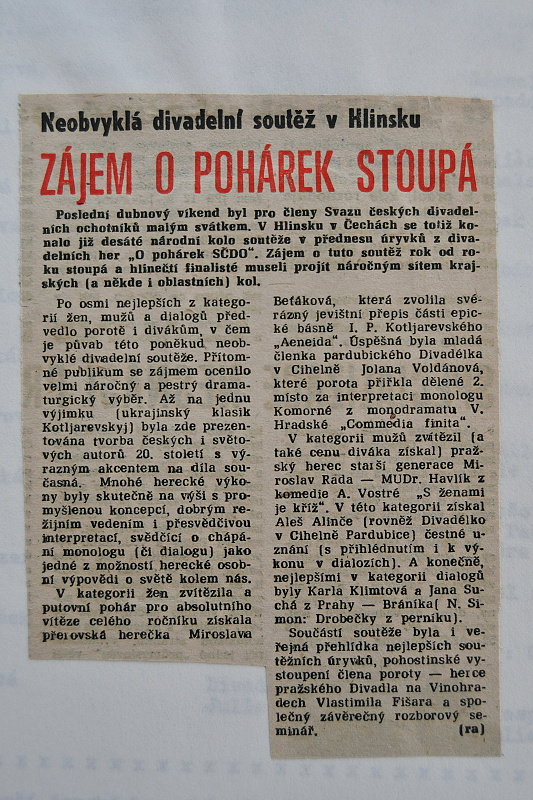 Neobvyklá divadelní soutěž v Hlinsku
ZÁJEM O POHÁREK STOUPÁ
Poslední dubnový víkend byl pro členy Svazu českých divadel-
ních ochotníků malým svátkem. V Hlinsku v Čechách se totiž ko-
nalo již desáté národní kolo soutěže v přednesu úryvků z diva-
delních her „O pohárek SČDO". Zájem o tuto soutěž rok od ro-
ku stoupá a hlinečtí finalisté museli projít náročným sítem kraj-
ských (a někde i oblastních) kol.
Po osmi nejlepších z katego-
rií žen, mužů a dialogů před-
vedlo porotě i divákům, v čem
je půvab této poněkud neob-
vyklé divadelní soutěže. Přítom-
né publikum se zájmem ocenilo
velmi náročný a pestrý drama-
turgický výběr. Až na jednu
výjimku (ukrajinský klasik
Kotljarevskyj) byla zde prezen-
tována tvorba českých i světo-
vých autorů 20. století s vý-
razným akcentem na díla sou-
časná. Mnohé herecké výko-
ny byly skutečně na výši s pro-
myšlenou koncepcí, dobrým re-
žijním vedením i přesvědčivou
interpretací, svědčící o chápá-
ní monologu (či dialogu) jako
jedné z možností herecké osob-
ní výpovědi o světě kolem nás.
V kategorii žen zvítězila a
putovní pohár pro absolutního
vítěze celého ročníku získala
přerovská herečka Miroslava
Beťáková, která zvolila své-
rázný jevištní přepis části epic-
ké básně I. P. Kotljarevského
„Aeneida". Úspěšná byla mladá
členka pardubického Divadélka
v Cihelně Jolana Voldánová,
které porota přiřkla dělené 2.
místo za interpretaci monologu
Komorné z monodramatu V.
Hradské „Commedia finita".
V kategorii mužů zvítězil (a
také cenu diváka získal) praž-
ský herec starší generace Mi-
roslav Rada — MUDr. Havlík z
komedie A. Vostré „S ženami
je kříž". V této kategorii získal
Aleš Alinče (rovněž Divadélko
v Cihelně Pardubice) čestné u-
znání (s přihlédnutím i k vý-
konu v dialozích). A konečně,
nejlepšími v kategorii dialogů
byly Karla Klimtová a Jana Su-
chá z Prahy — Bráníka( N. Si-
mon: Drobečky z perníku).
Součástí soutěže byla i ve-
řejná přehlídka nejlepších sou-
těžních úryvků, pohostinské vy-
stoupení člena poroty — herce
pražského Divadla na Vinohra-
dech Vlastimila Fišara a spo-
lečný závěrečný rozborový se-
minář. (ra)